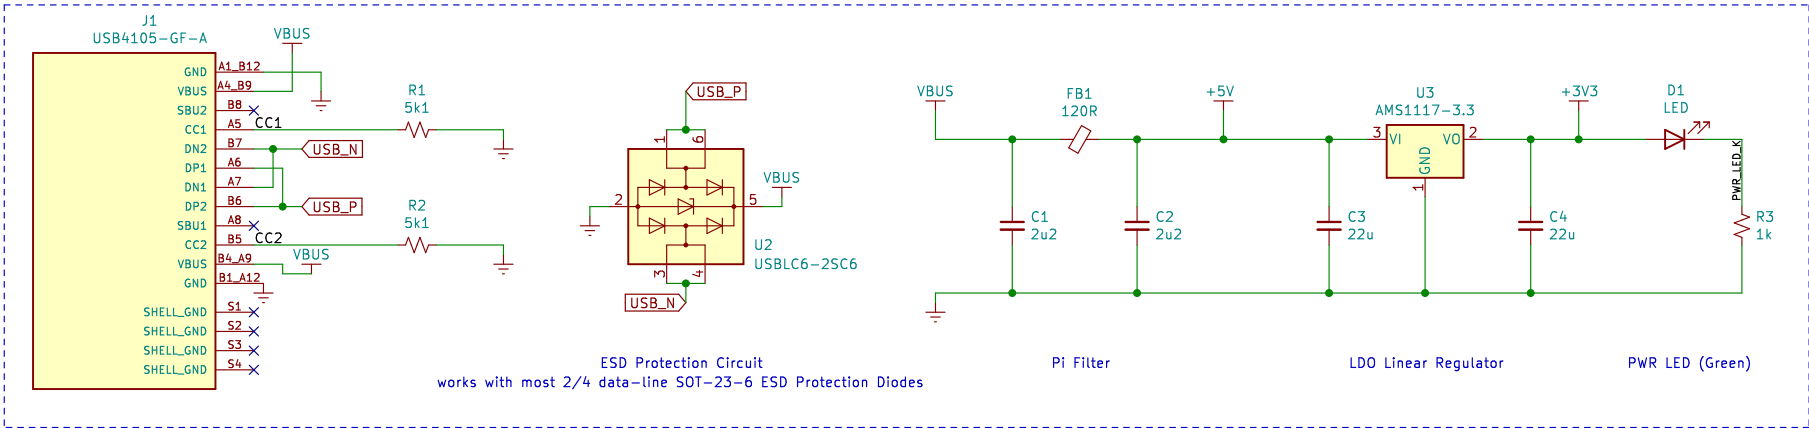 J1
USB4105-GF-A
VBUS
GND A1_B12
VBUS A4_B9
SBU2 B8
CC1 A5 CC1
R1
5k1
DN2 B7 USB_N
DP1 A6
DN1 A7
DP2 B6 USB_P
SBU1 A8
R2
5k1
CC2 B5 CC2
VBUS B4_A9 VBUS
GND B1_A12
SHELL_GND S1
SHELL_GND S2
SHELL_GND S3
SHELL_GND S4
USB_P
1 6
VBUS
2 5
U2
USBLC6-2SC6
3 4
USB_N
ESD Protection Circuit
works with most 2/4 data-line SOT-23-6 ESD Protection Diodes
VBUS
FB1
120R
+5V
U3
AMS1117-3.3
3 VI VO 2
GND
1
+3V3
D1
LED
PWR_LED_K
C1
2u2
C2
2u2
C3
22u
C4
22u
R3
1k
Pi Filter
LDO Linear Regulator
PWR LED (Green)